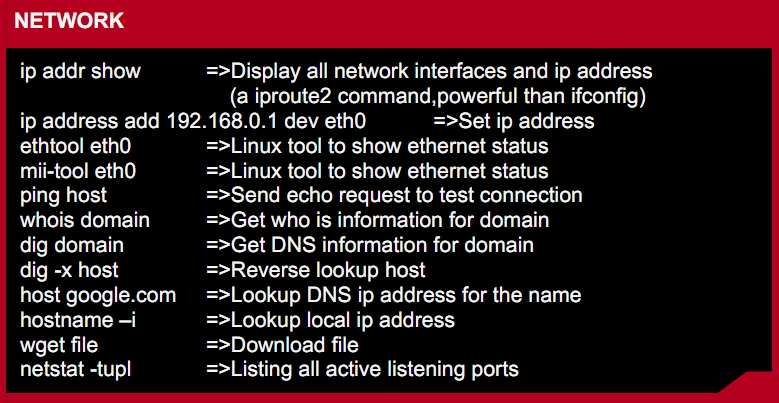 NETWORK
ip addr show =>Display all network interfaces and ip address
(a iproute2 command,powerful than ifconfig)
ip address add 192.168.0.1 dev eth0 =>Set ip address
ethtool eth0 =>Linux tool to show ethernet status
mii-tool eth0 =>Linux tool to show ethernet status
ping host =>Send echo request to test connection
whois domain =>Get who is information for domain
dig domain =>Get DNS information for domain
dig -x host =>Reverse lookup host
host google.com =>Lookup DNS ip address for the name
hostname –i =>Lookup local ip address
wget file =>Download file
netstat -tupl =>Listing all active listening ports